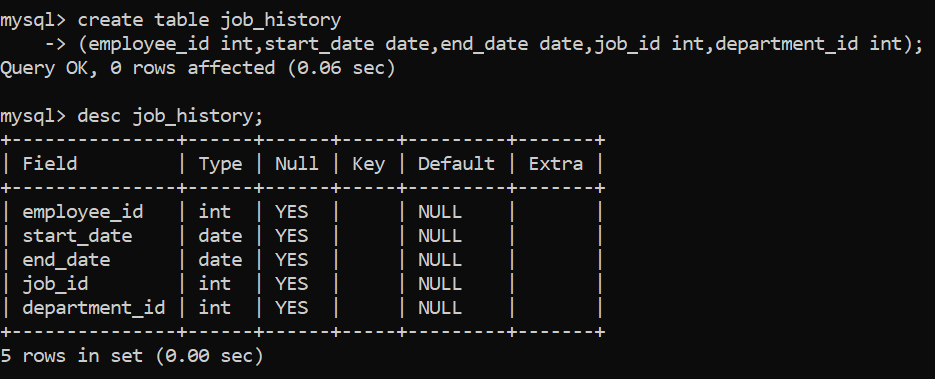 mysql> create table job_history
    -> (employee_id int,start_date date,end_date date,job_id int,department_id int);
Query OK, 0 rows affected (0.06 sec)

mysql> desc job_history;
+---------------+------+------+-----+---------+-------+
| Field         | Type | Null | Key | Default | Extra |
+---------------+------+------+-----+---------+-------+
| employee_id   | int  | YES  |     | NULL    |       |
| start_date    | date | YES  |     | NULL    |       |
| end_date      | date | YES  |     | NULL    |       |
| job_id        | int  | YES  |     | NULL    |       |
| department_id | int  | YES  |     | NULL    |       |
+---------------+------+------+-----+---------+-------+
5 rows in set (0.00 sec)